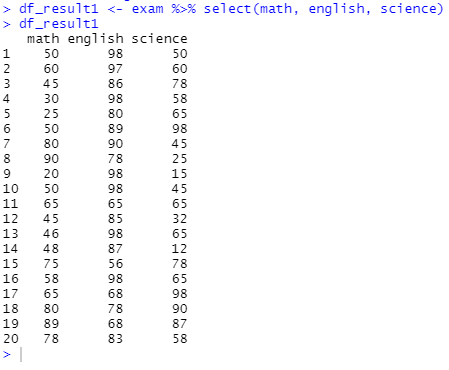 > df_result1 <- exam %>% select(math, english, science)
> df_result1
   math english science
1    50      98      50
2    60      97      60
3    45      86      78
4    30      98      58
5    25      80      65
6    50      89      98
7    80      90      45
8    90      78      25
9    20      98      15
10   50      98      45
11   65      65      65
12   45      85      32
13   46      98      65
14   48      87      12
15   75      56      78
16   58      98      65
17   65      68      98
18   80      78      90
19   89      68      87
20   78      83      58
>